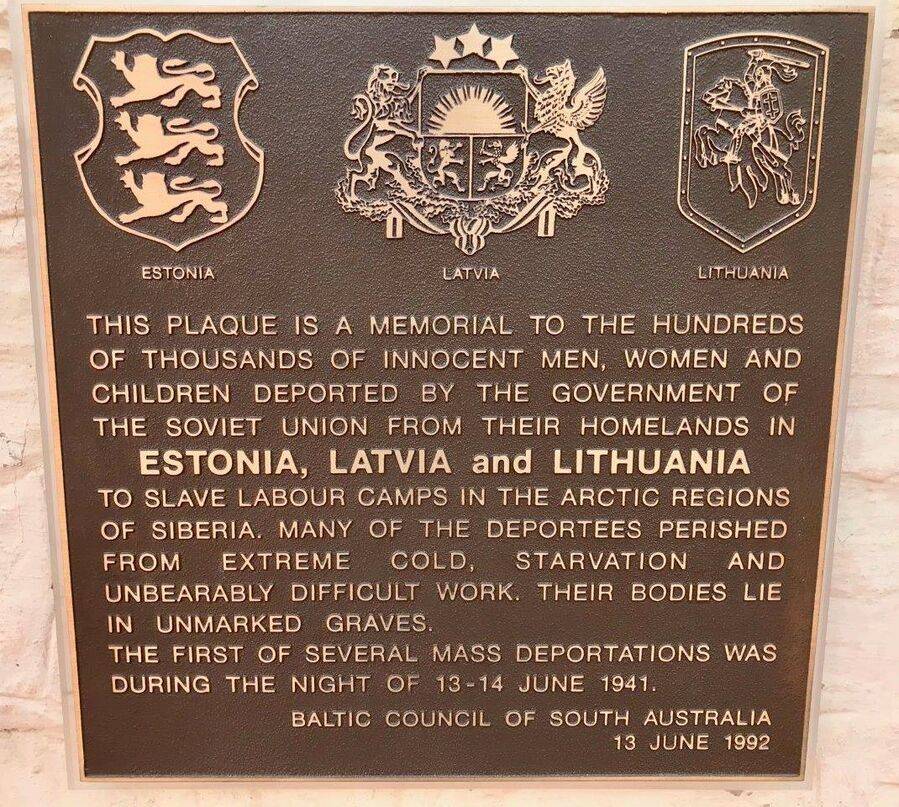 ESTONIA LATVIA LITHUANIA
THIS PLAQUE IS A MEMORIAL TO THE HUNDREDS
OF THOUSANDS OF INNOCENT MEN, WOMEN AND
CHILDREN DEPORTED BY THE GOVERNMENT OF
THE SOVIET UNION FROM THEIR HOMELANDS IN
ESTONIA, LATVIA and LITHUANIA
TO SLAVE LABOUR CAMPS IN THE ARCTIC REGIONS
OF SIBERIA. MANY OF THE DEPORTEES PERISHED
FROM EXTREME COLD, STARVATION AND
UNBEARABLY DIFFICULT WORK. THEIR BODIES LIE
IN UNMARKED GRAVES.
THE FIRST OF SEVERAL MASS DEPORTATIONS WAS
DURING THE NIGHT OF 13-14 JUNE 1941.
BALTIC COUNCIL OF SOUTH AUSTRALIA
13 JUNE 1992